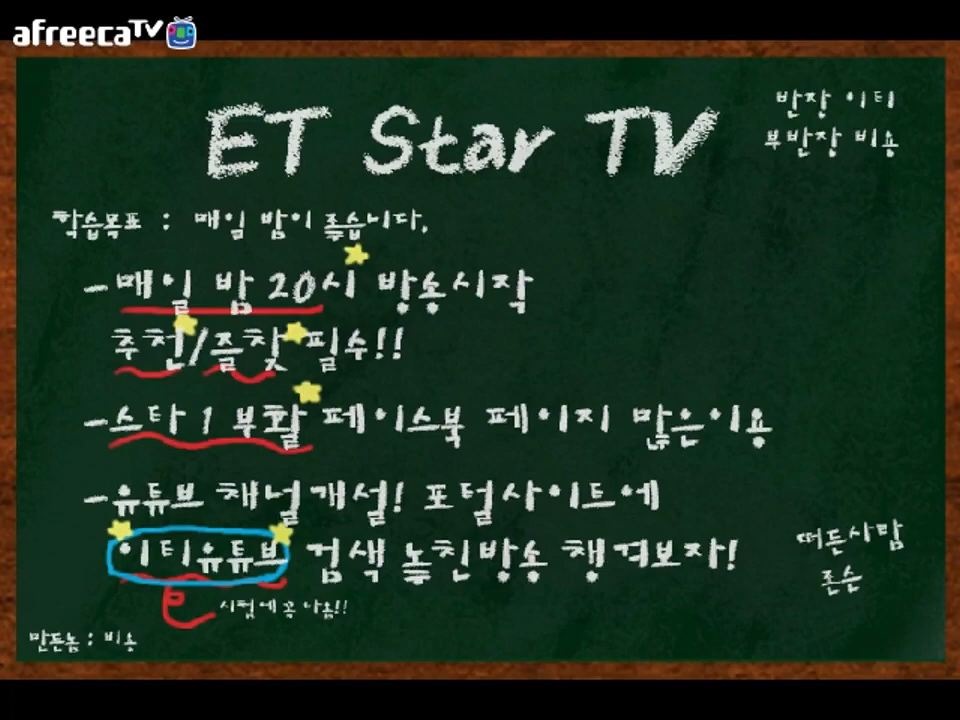 afreecaTV
ET Star TV
반장 이티
부반장 비용
학습목표 : 매일 밤이 좋습니다.
-매일 밤 20시 방송시작
추천/즐찾 필수!!
-스타1 부활 페이스북 페이지 많은이용
-유튜브 채널개설! 포털사이트에
이티유튜브 검색 놓친방송 챙겨보자!
시험에 꼭 나옴!!
떠든사람
존슨
만든놈 : 비용